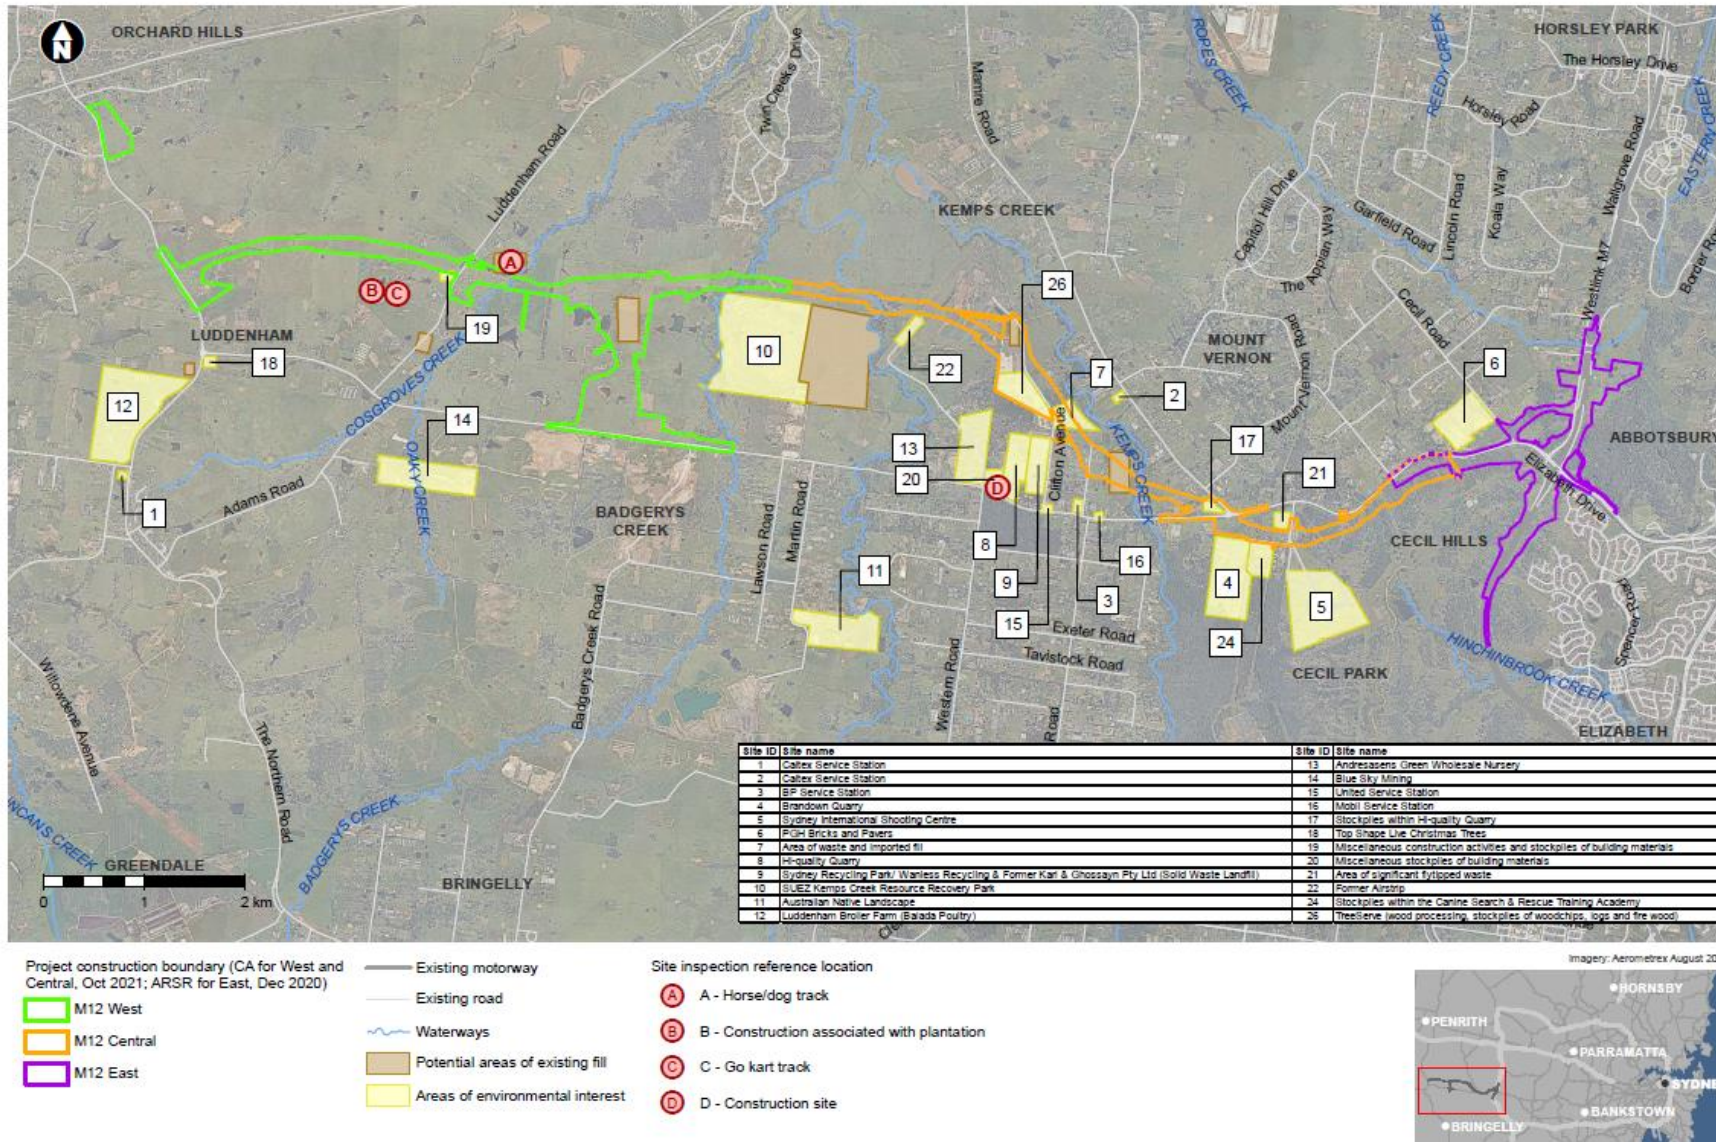 N
ORCHARD HILLS
HORSLEY PARK
The Horsley Drive
ROPES CREEK
REEDY CREEK
EASTERN CREEK
Twin Creeks Drive
Mamre Road
Horsley Road
Wallgrove Road
Luddenham Road
Capitol Hill Drive
Lincoln Road
Koala Way
KEMPS CREEK
Garfield Road
The Appian Way
Westlink M7
A
B
C
26
Cecil Road
LUDDENHAM
19
MOUNT
VERNON
18
10
22
7
6
12
COSGROVES CREEK
2
Mount Vernon Road
14
13
Clifton Avenue
KEMPS CREEK
17
ABBOTSBURY
20
D
21
Elizabeth Drive
Adams Road
OAKY CREEK
1
BADGERYS
CREEK
Lawson Road
Martin Road
8
16
CECIL HILLS
11
9
3
4
5
15
Exeter Road
24
Spencer Road
HINCHINBROOK CREEK
Tavistock Road
CECIL PARK
Willowdene Avenue
Badgerys Creek Road
Western Road
Road
ELIZABETH
The Northern Road
BADGERYS CREEK
GREENDALE
BRINGELLY
0 2 km
Site ID Site name Site ID Site name
1 Caltex Service Station 13 Andreasens Green Wholesale Nursery
2 Caltex Service Station 14 Blue Sky Mining
3 BP Service Station 15 United Service Station
4 Brandown Quarry 16 Mobil Service Station
5 Sydney International Shooting Centre 17 Stockpiles within Hi-quality Quarry
6 PGH Bricks and Pavers 18 Top Shape Live Christmas Trees
7 Area of waste and imported fill 19 Miscellaneous construction activities and stockpiles of building materials
8 Hi-quality Quarry 20 Miscellaneous stockpiles of building materials
9 Sydney Recycling Park/ Wanless Recycling & Former Kari & Ghossayn Pty Ltd (Solid Waste Landfill) 21 Area of significant flytipped waste
10 SUEZ Kemps Creek Resource Recovery Park 22 Former Airstrip
11 Australian Native Landscape 24 Stockpiles within the Canine Search & Rescue Training Academy
12 Luddenham Broiler Farm (Baiada Poultry) 26 TreeServe (wood processing, stockpiles of woodchips, logs and fire wood)
Imagery: Aerometrex August 20
Project construction boundary (CA for West and
Central, Oct 2021; ARSR for East, Dec 2020)
M12 West
M12 Central
M12 East
Existing motorway
Existing road
Waterways
Potential areas of existing fill
Areas of environmental interest
Site inspection reference location
A A - Horse/dog track
B B - Construction associated with plantation
C C - Go kart track
D D - Construction site
HORNSBY
PENRITH
PARRAMATTA
SYDNE
BANKSTOWN
BRINGELLY